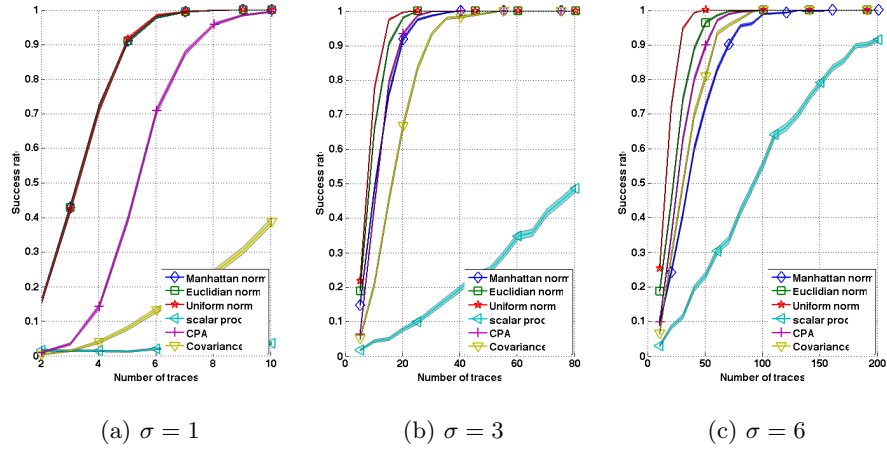 1
0.9
0.8
0.7
0.6
0.5
0.4
0.3
0.2
0.1
0
Success rate
2 4 6 8 10
Number of traces
Manhattan norm
Euclidian norm
Uniform norm
scalar prod
CPA
Covariance
(a) σ = 1
1
0.9
0.8
0.7
0.6
0.5
0.4
0.3
0.2
0.1
0
Success rate
0 20 40 60 80
Number of traces
Manhattan norm
Euclidian norm
Uniform norm
scalar prod
CPA
Covariance
(b) σ = 3
1
0.9
0.8
0.7
0.6
0.5
0.4
0.3
0.2
0.1
0
Success rate
0 50 100 150 200
Number of traces
Manhattan norm
Euclidian norm
Uniform norm
scalar prod
CPA
Covariance
(c) σ = 6